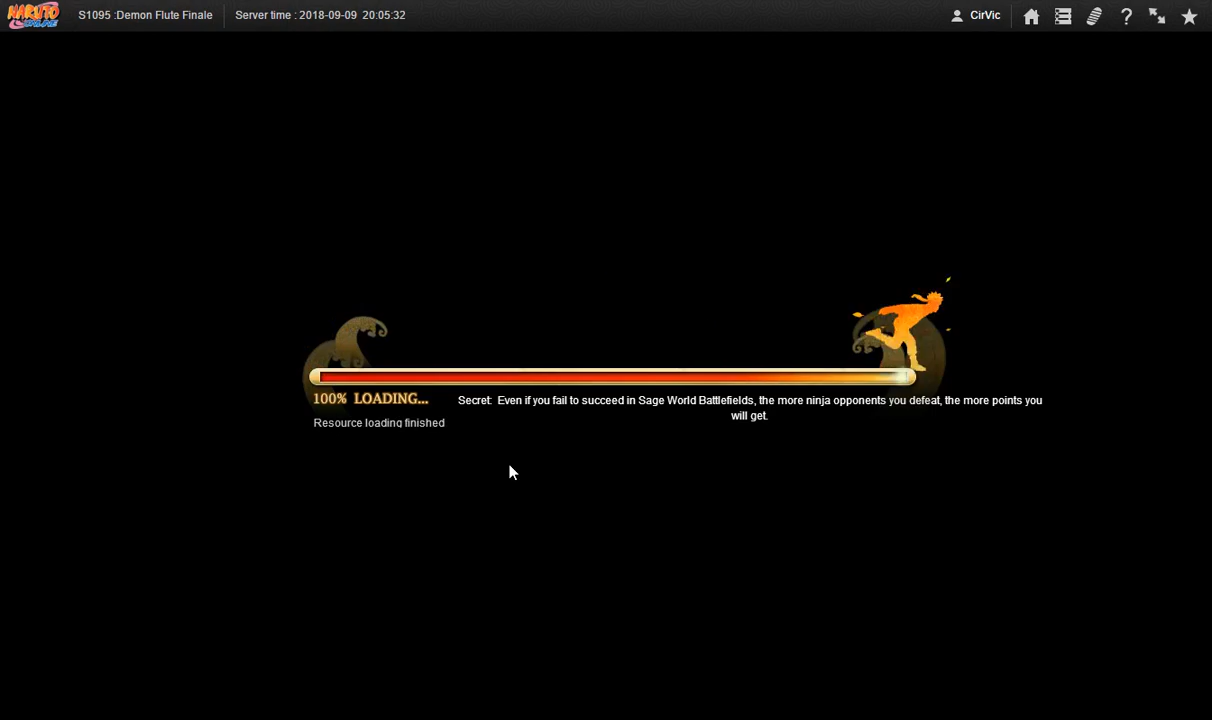 NARUTO ONLINE
S1095 :Demon Flute Finale
Server time : 2018-09-09 20:05:32
CirVic
100% LOADING...
Secret: Even if you fail to succeed in Sage World Battlefields, the more ninja opponents you defeat, the more points you
will get.
Resource loading finished